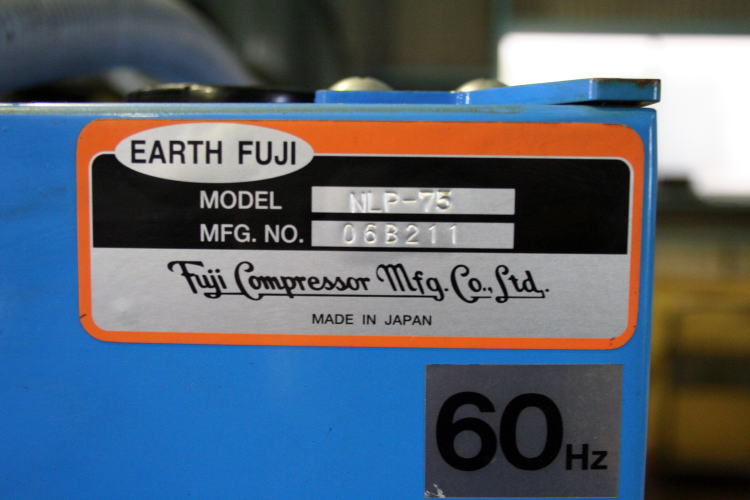 EARTH FUJI
MODEL NLP-75
MFG. NO. 06B211
Fuji Compressor Mfg. Co., Ltd.
MADE IN JAPAN
60Hz